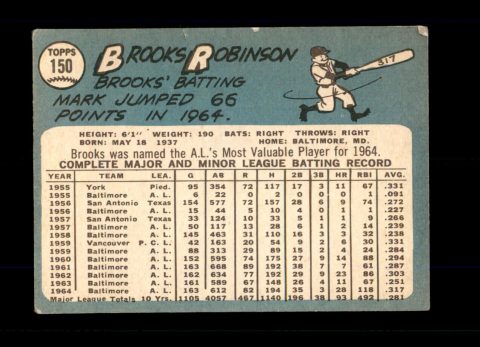 TOPPS
150
BROOKS ROBINSON
BROOKS' BATTING
MARK JUMPED 66
POINTS IN 1964.
317
HEIGHT: 6'1" WEIGHT: 190 BATS: RIGHT THROWS: RIGHT
BORN: MAY 18 1937 HOME: BALTIMORE, MD.
Brooks was named the A.L.'s Most Valuable Player for 1964.
COMPLETE MAJOR AND MINOR LEAGUE BATTING RECORD
YEAR TEAM LEA. G AB R H 2B 3B HR RBI AVG.
1955 York Pied. 95 354 72 117 17 3 11 67 .331
1955 Baltimore A. L. 6 22 0 2 0 0 0 1 .091
1956 San Antonio Texas 154 577 72 157 28 6 9 74 .272
1956 Baltimore A. L. 15 44 5 10 4 0 1 1 .227
1957 San Antonio Texas 33 124 10 33 5 1 1 9 .266
1957 Baltimore A. L. 50 117 13 28 6 1 2 14 .239
1958 Baltimore A. L. 145 463 31 110 16 3 3 32 .238
1959 Vancouver P. C. L. 42 163 20 54 9 2 6 30 .331
1959 Baltimore A. L. 88 313 29 89 15 2 4 24 .284
1960 Baltimore A. L. 152 595 74 175 27 9 14 88 .294
1961 Baltimore A. L. 163 668 89 192 38 7 7 61 .287
1962 Baltimore A. L. 162 634 77 192 29 9 23 86 .303
1963 Baltimore A. L. 161 589 67 148 26 4 11 67 .251
1964 Baltimore A. L. 163 612 82 194 35 3 28 118 .317
Major League Totals 10 Yrs. 1105 4057 467 1140 196 38 93 492 .281